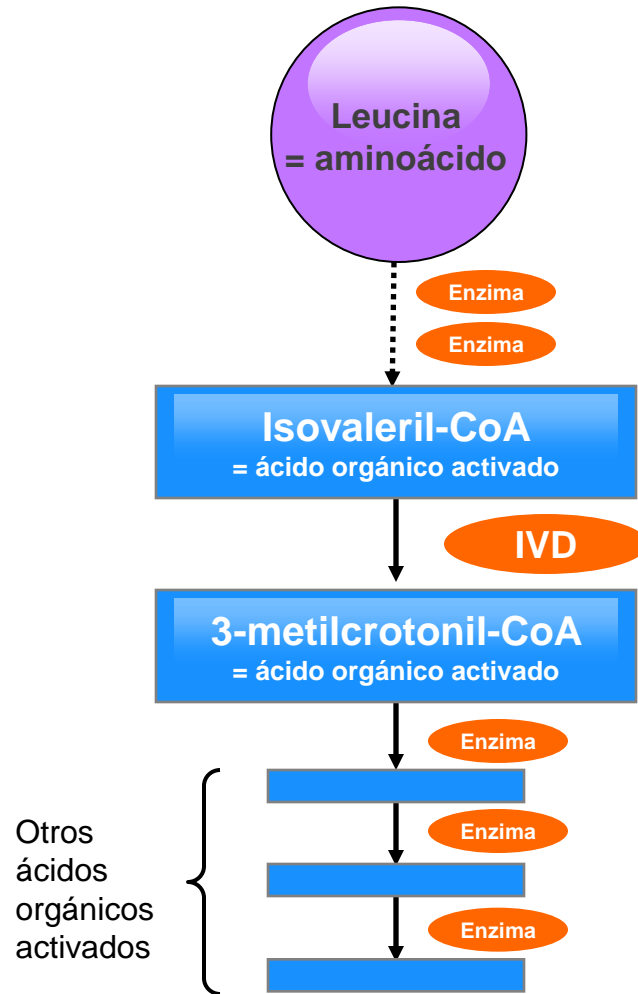 Leucina
= aminoácido
Enzima
Enzima
Isovaleril-CoA
= ácido orgánico activado
IVD
3-metilcrotonil-CoA
= ácido orgánico activado
Enzima
Enzima
Enzima
Otros
ácidos
orgánicos
activados